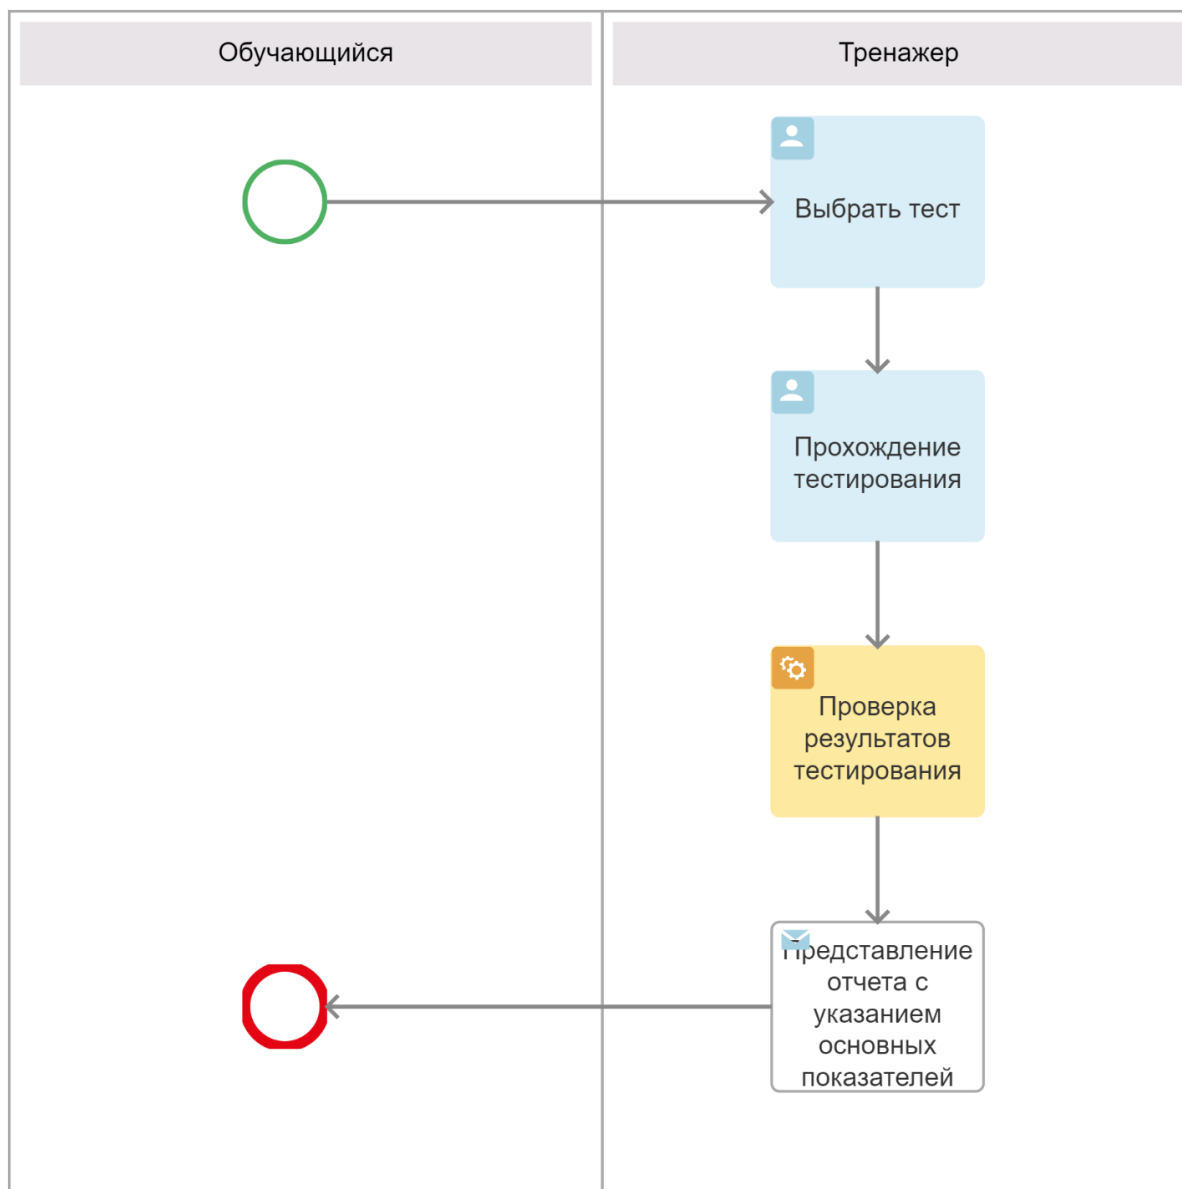 Обучающийся
Тренажер
Выбрать тест
Прохождение
тестирования
Проверка
результатов
тестирования
Представление
отчета с
указанием
основных
показателей